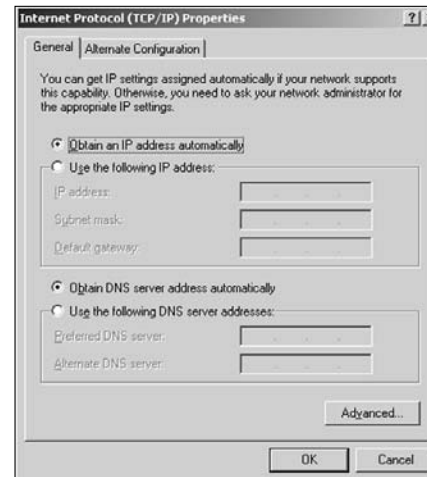 Internet Protocol (TCP/IP) Properties ?
General Alternate Configuration
You can get IP settings assigned automatically if your network supports
this capability. Otherwise, you need to ask your network administrator for
the appropriate IP settings.
Obtain an IP address automatically
Use the following IP address:
IP address:
Subnet mask:
Default gateway:
Obtain DNS server address automatically
Use the following DNS server addresses:
Preferred DNS server:
Alternate DNS server:
Advanced...
OK Cancel